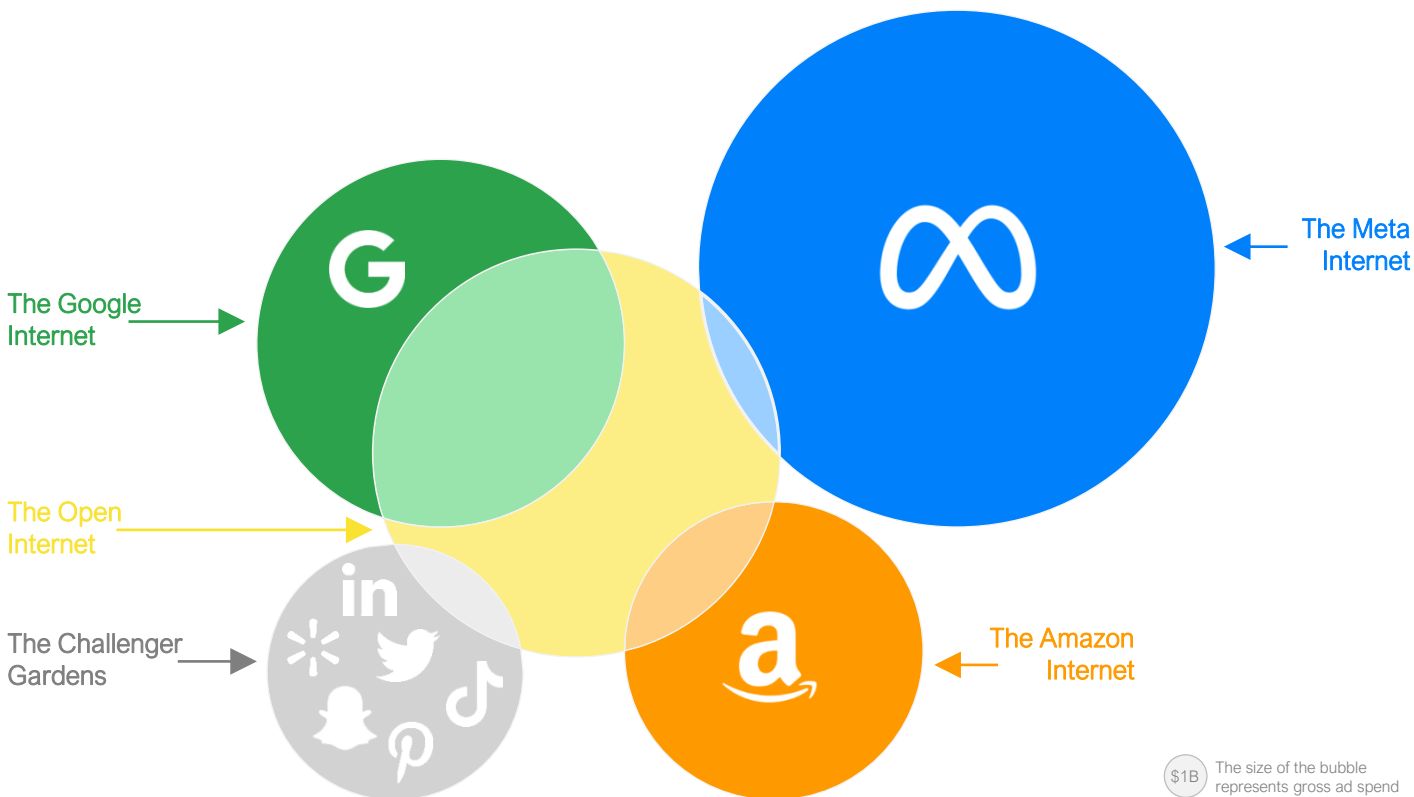 The Meta
Internet
The Google
Internet
The Open
Internet
in
The Challenger
Gardens
The Amazon
Internet
a
$1B
The size of the bubble
represents gross ad spend